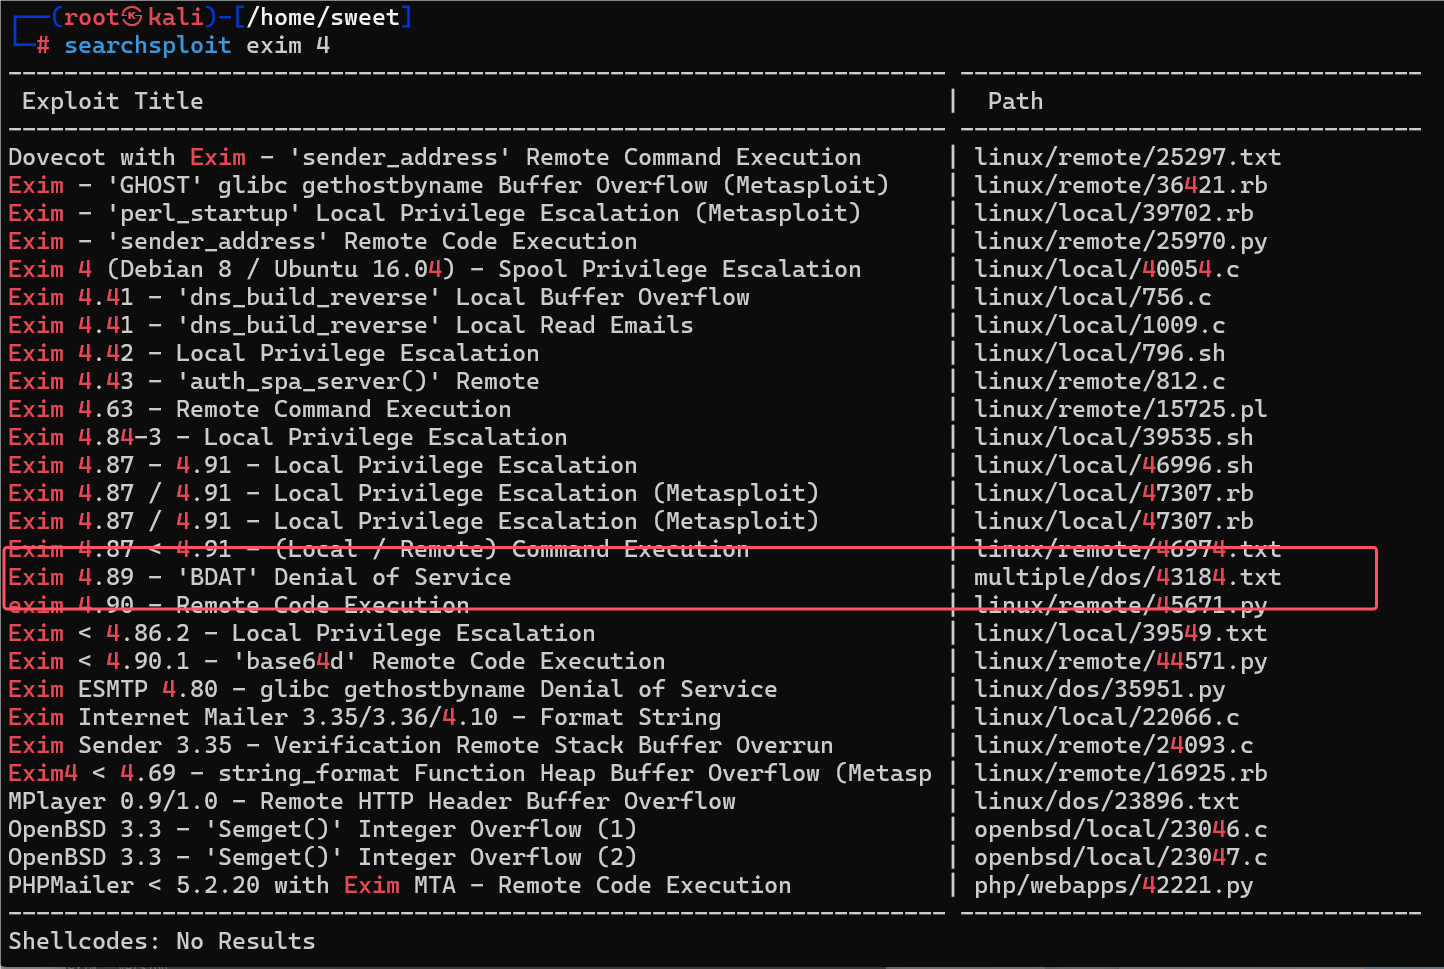 ┌──(root㉿kali)-[/home/sweet]
└─# searchsploit exim 4
------------------------------------------------------------------- ---------------------------------
Exploit Title | Path
------------------------------------------------------------------- ---------------------------------
Dovecot with Exim - 'sender_address' Remote Command Execution | linux/remote/25297.txt
Exim - 'GHOST' glibc gethostbyname Buffer Overflow (Metasploit) | linux/remote/36421.rb
Exim - 'perl_startup' Local Privilege Escalation (Metasploit) | linux/local/39702.rb
Exim - 'sender_address' Remote Code Execution | linux/remote/25970.py
Exim 4 (Debian 8 / Ubuntu 16.04) - Spool Privilege Escalation | linux/local/40054.c
Exim 4.41 - 'dns_build_reverse' Local Buffer Overflow | linux/local/756.c
Exim 4.41 - 'dns_build_reverse' Local Read Emails | linux/local/1009.c
Exim 4.42 - Local Privilege Escalation | linux/local/796.sh
Exim 4.43 - 'auth_spa_server()' Remote | linux/remote/812.c
Exim 4.63 - Remote Command Execution | linux/remote/15725.pl
Exim 4.84-3 - Local Privilege Escalation | linux/local/39535.sh
Exim 4.87 - 4.91 - Local Privilege Escalation | linux/local/46996.sh
Exim 4.87 / 4.91 - Local Privilege Escalation (Metasploit) | linux/local/47307.rb
Exim 4.87 / 4.91 - Local Privilege Escalation (Metasploit) | linux/local/47307.rb
Exim 4.87 < 4.91 - (Local / Remote) Command Execution | linux/remote/46974.txt
Exim 4.89 - 'BDAT' Denial of Service | multiple/dos/43184.txt
exim 4.90 - Remote Code Execution | linux/remote/45671.py
Exim < 4.86.2 - Local Privilege Escalation | linux/local/39549.txt
Exim < 4.90.1 - 'base64d' Remote Code Execution | linux/remote/44571.py
Exim ESMTP 4.80 - glibc gethostbyname Denial of Service | linux/dos/35951.py
Exim Internet Mailer 3.35/3.36/4.10 - Format String | linux/local/22066.c
Exim Sender 3.35 - Verification Remote Stack Buffer Overrun | linux/remote/24093.c
Exim4 < 4.69 - string_format Function Heap Buffer Overflow (Metasp | linux/remote/16925.rb
MPlayer 0.9/1.0 - Remote HTTP Header Buffer Overflow | linux/dos/23896.txt
OpenBSD 3.3 - 'Semget()' Integer Overflow (1) | openbsd/local/23046.c
OpenBSD 3.3 - 'Semget()' Integer Overflow (2) | openbsd/local/23047.c
PHPMailer < 5.2.20 with Exim MTA - Remote Code Execution | php/webapps/42221.py
------------------------------------------------------------------- ---------------------------------
Shellcodes: No Results